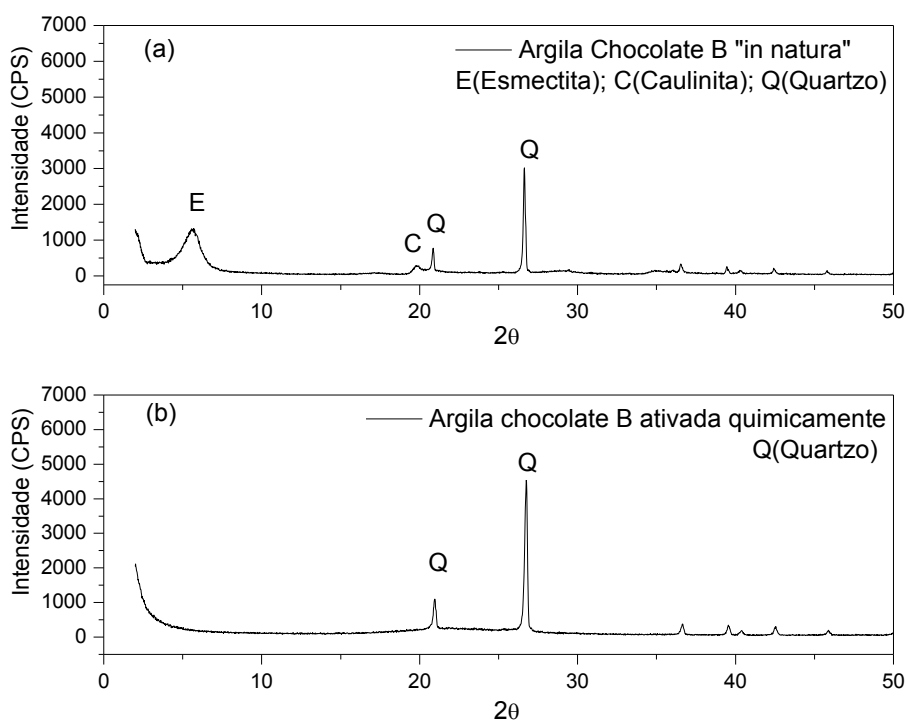 7000
6000
5000
4000
3000
2000
1000
0
Intensidade (CPS)
(a)
Argila Chocolate B "in natura"
E(Esmectita); C(Caulinita); Q(Quartzo)
E
C
Q
Q
0 10 20 30 40 50
2θ
7000
6000
5000
4000
3000
2000
1000
0
Intensidade (CPS)
(b)
Argila chocolate B ativada quimicamente
Q(Quartzo)
Q
Q
0 10 20 30 40 50
2θ